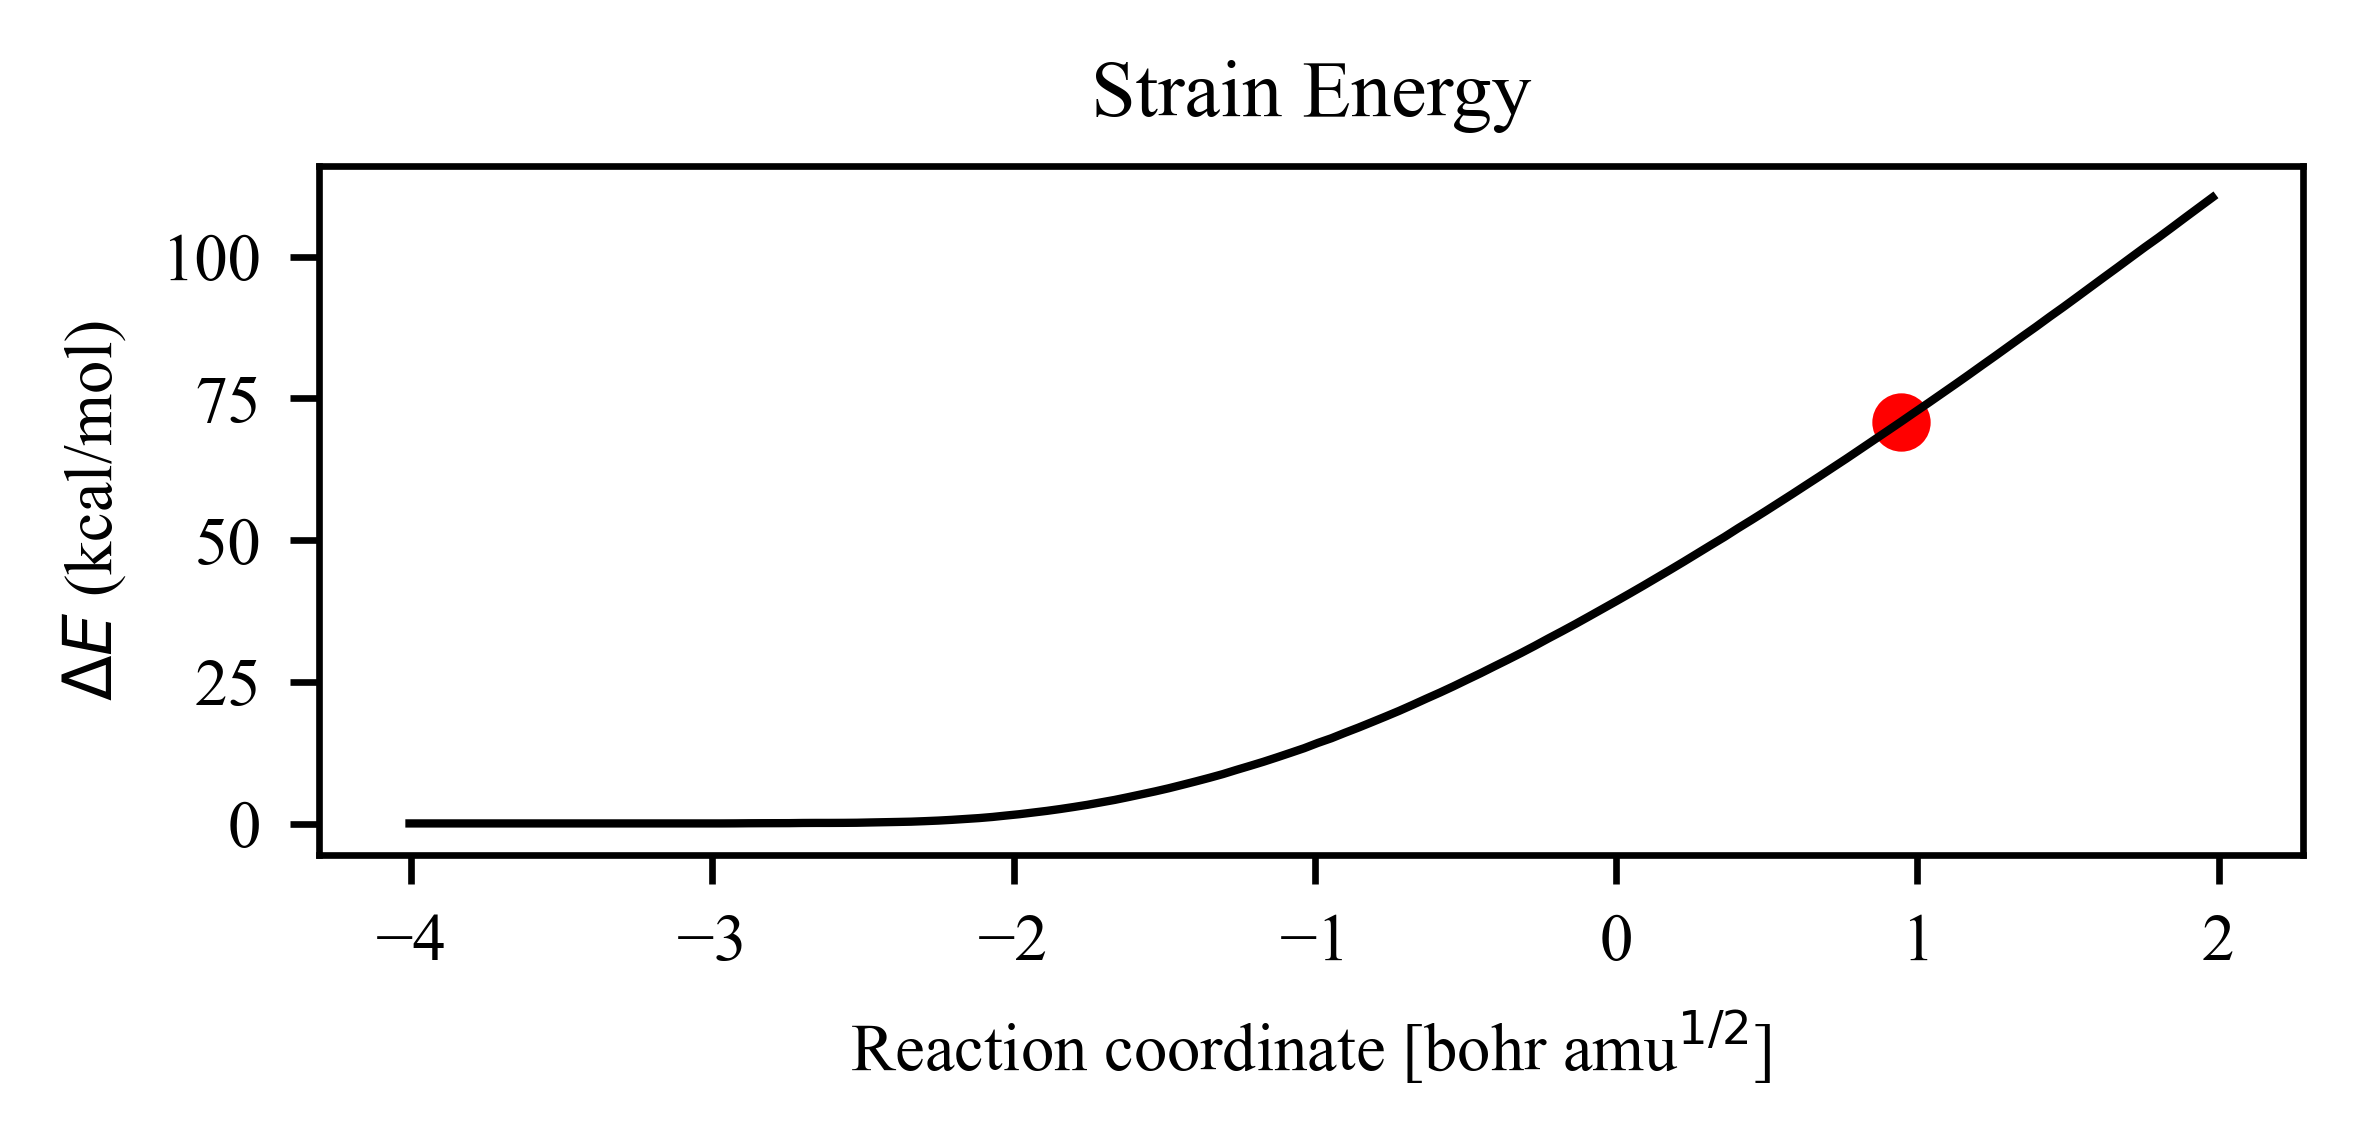 Strain Energy
ΔE (kcal/mol)
100
75
50
25
0
−4 −3 −2 −1 0 1 2
Reaction coordinate [bohr amu^{1/2}]